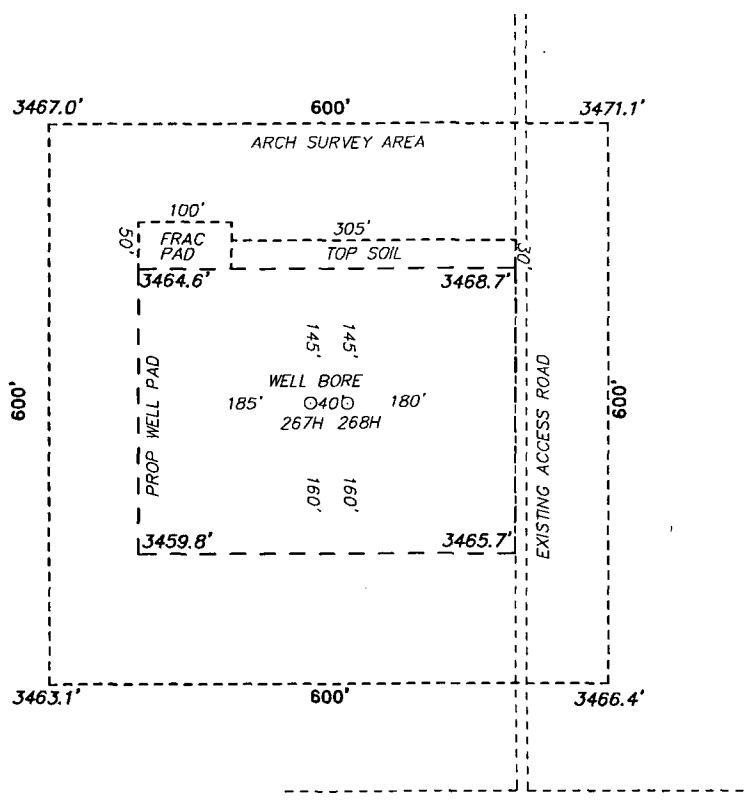 3467.0'
600'
3471.1'
ARCH SURVEY AREA
100'
50'
FRAC
PAD
305'
TOP SOIL
30'
3464.6'
3468.7'
145'
145'
WELL BORE
185'
40'
180'
267H 268H
160'
160'
PROP WELL PAD
EXISTING ACCESS ROAD
600'
600'
3459.8'
3465.7'
3463.1'
600'
3466.4'